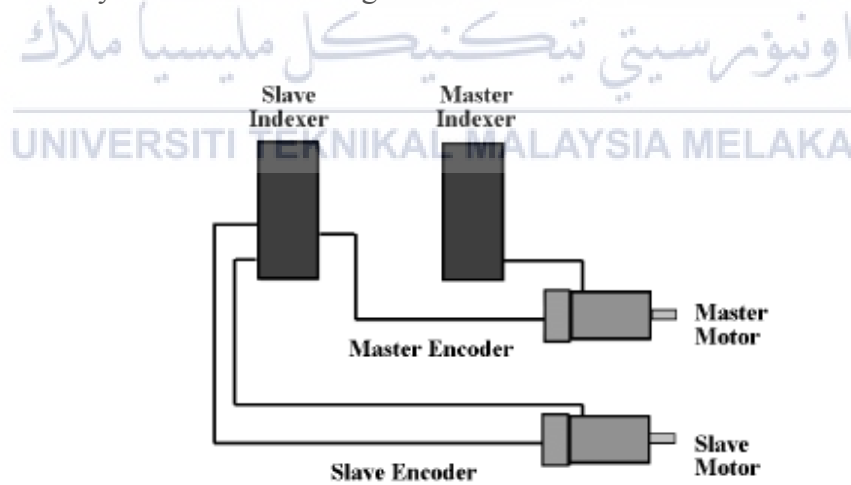 اونيۏرسيتي تيكنيكل مليسيا ملاك
UNIVERSITI TEKNIKAL MALAYSIA MELAKA
Slave
Indexer
Master
Indexer
Master
Motor
Master Encoder
Slave
Motor
Slave Encoder